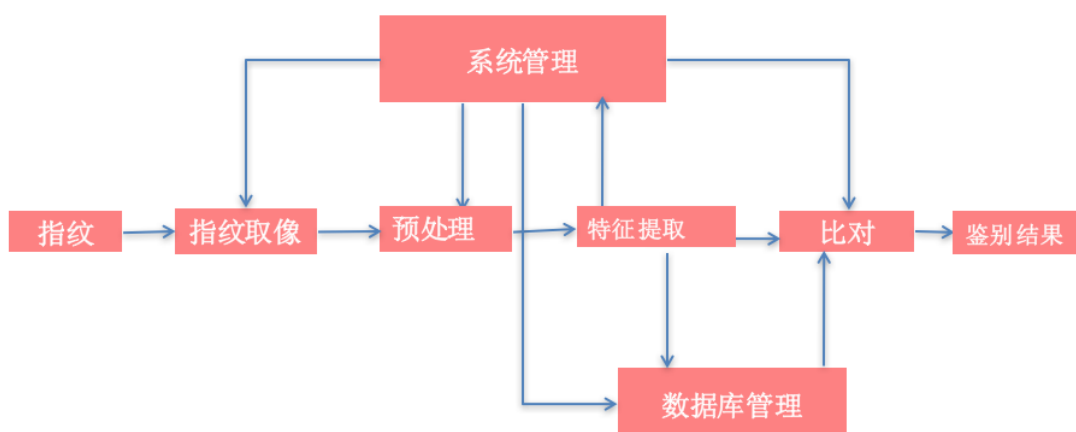 系统管理
指纹
指纹取像
预处理
特征提取
比对
鉴别结果
数据库管理